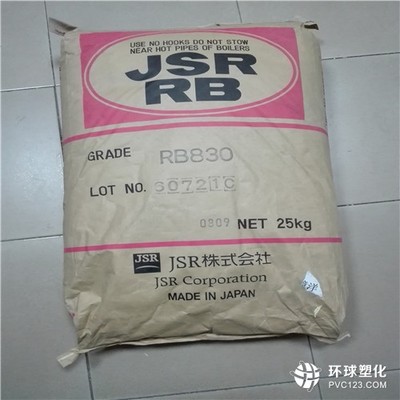 USE NO HOOKS DO NOT STOW
NEAR HOT PIPES OF BOILERS
JSR
RB
GRADE RB830
LOT NO. S0721C
0309 NET 25kg
JSR JSR株式会社
JSR Corporation
MADE IN JAPAN
环球塑化
PVC123.COM